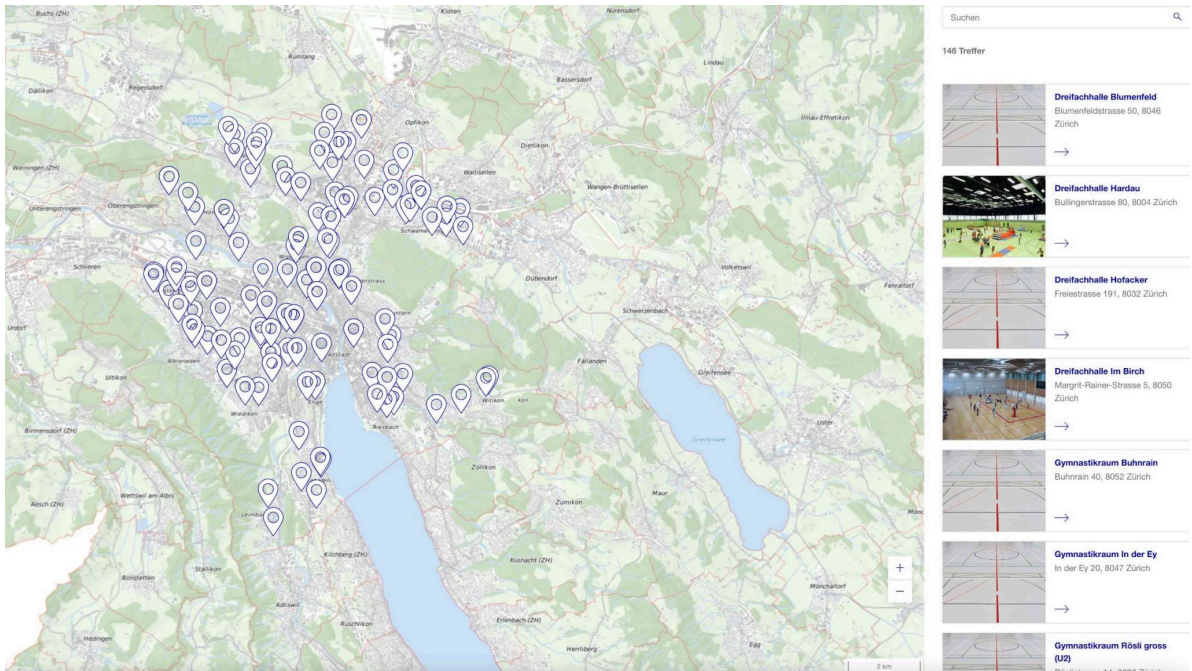 Buchs (ZH)
Kloten
Nürensdorf
Rümlang
Lindau
Bassersdorf
Dällikon
Regensdorf
Opfikon
Illnau-Effretikon
Dietlikon
Weiningen (ZH)
Wallisellen
Wangen-Brüttisellen
Unterengstringen
Oberengstringen
Schlieren
Dübendorf
Volketswil
Fehraltorf
Schwerzenbach
Urdorf
Altstadt
Albisrieden
Fällanden
Greifensee
Uitikon
Witikon
Wiedikon
Riesbach
Uster
Birmensdorf (ZH)
Greifensee
Zollikon
Aesch (ZH)
Wettswil am Albis
Maur
Zumikon
Kilchberg (ZH)
Küsnacht (ZH)
Stallikon
Bonstetten
Mönchaltorf
Adliswil
Rüschlikon
Erlenbach (ZH)
Hedingen
Herrliberg
Egg
+
−
2 km
Suchen
146 Treffer
Dreifachhalle Blumenfeld
Blumenfeldstrasse 50, 8046
Zürich
Dreifachhalle Hardau
Bullingerstrasse 80, 8004 Zürich
Dreifachhalle Hofacker
Freiestrasse 191, 8032 Zürich
Dreifachhalle Im Birch
Margrit-Rainer-Strasse 5, 8050
Zürich
Gymnastikraum Buhnrain
Buhnrain 40, 8052 Zürich
Gymnastikraum In der Ey
In der Ey 20, 8047 Zürich
Gymnastikraum Rösli gross
(U2)